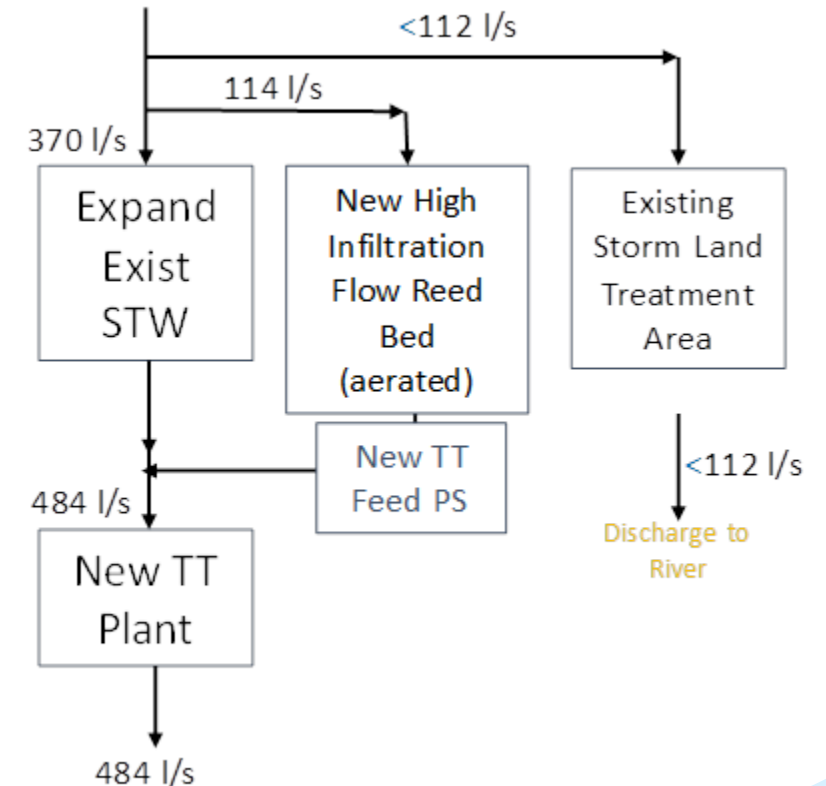 <112 l/s
114 l/s
370 l/s
Expand
Exist
STW
New High
Infiltration
Flow Reed
Bed
(aerated)
Existing
Storm Land
Treatment
Area
New TT
Feed PS
<112 l/s
484 l/s
Discharge to
River
New TT
Plant
484 l/s